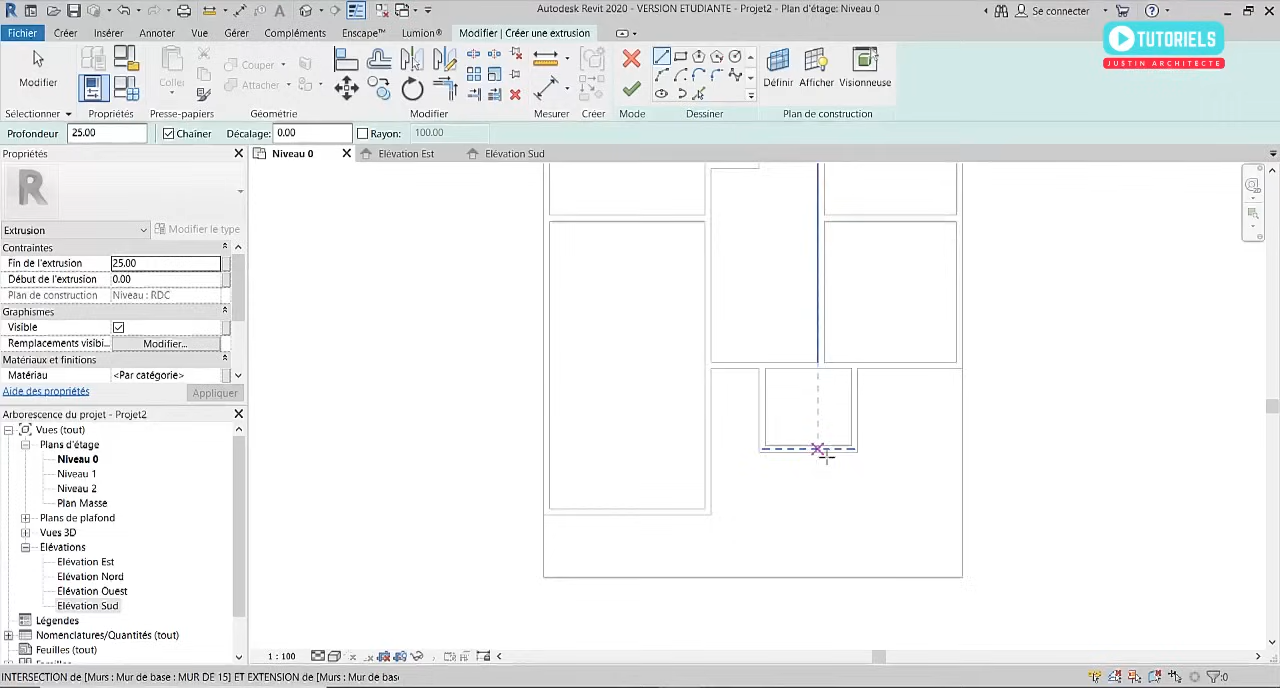 Autodesk Revit 2020 - VERSION ETUDIANTE - Projet2 - Plan d'étage: Niveau 0
Se connecter
Fichier Créer Insérer Annoter Vue Gérer Compléments Enscape™ Lumion® Modifier | Créer une extrusion
TUTORIELS
JUSTIN ARCHITECTE
Modifier
Coller
Couper
Attacher
Définir Afficher Visionneuse
Sélectionner Propriétés Presse-papiers Géométrie Modifier Mesurer Créer Mode Dessiner Plan de construction
Profondeur 25.00 Chaîner Décalage: 0.00 Rayon: 100.00
Propriétés
Niveau 0 Elévation Est Elévation Sud
Extrusion Modifier le type
Contraintes
Fin de l'extrusion 25.00
Début de l'extrusion 0.00
Plan de construction Niveau : RDC
Graphismes
Visible
Remplacements visibi... Modifier...
Matériaux et finitions
Matériau <Par catégorie>
Aide des propriétés Appliquer
Arborescence du projet - Projet2
Vues (tout)
Plans d'étage
Niveau 0
Niveau 1
Niveau 2
Plan Masse
Plans de plafond
Vues 3D
Elévations
Elévation Est
Elévation Nord
Elévation Ouest
Elévation Sud
Légendes
Nomenclatures/Quantités (tout)
Feuilles (tout)
1 : 100
INTERSECTION de [Murs : Mur de base : MUR DE 15] ET EXTENSION de [Murs : Mur de bas
:0